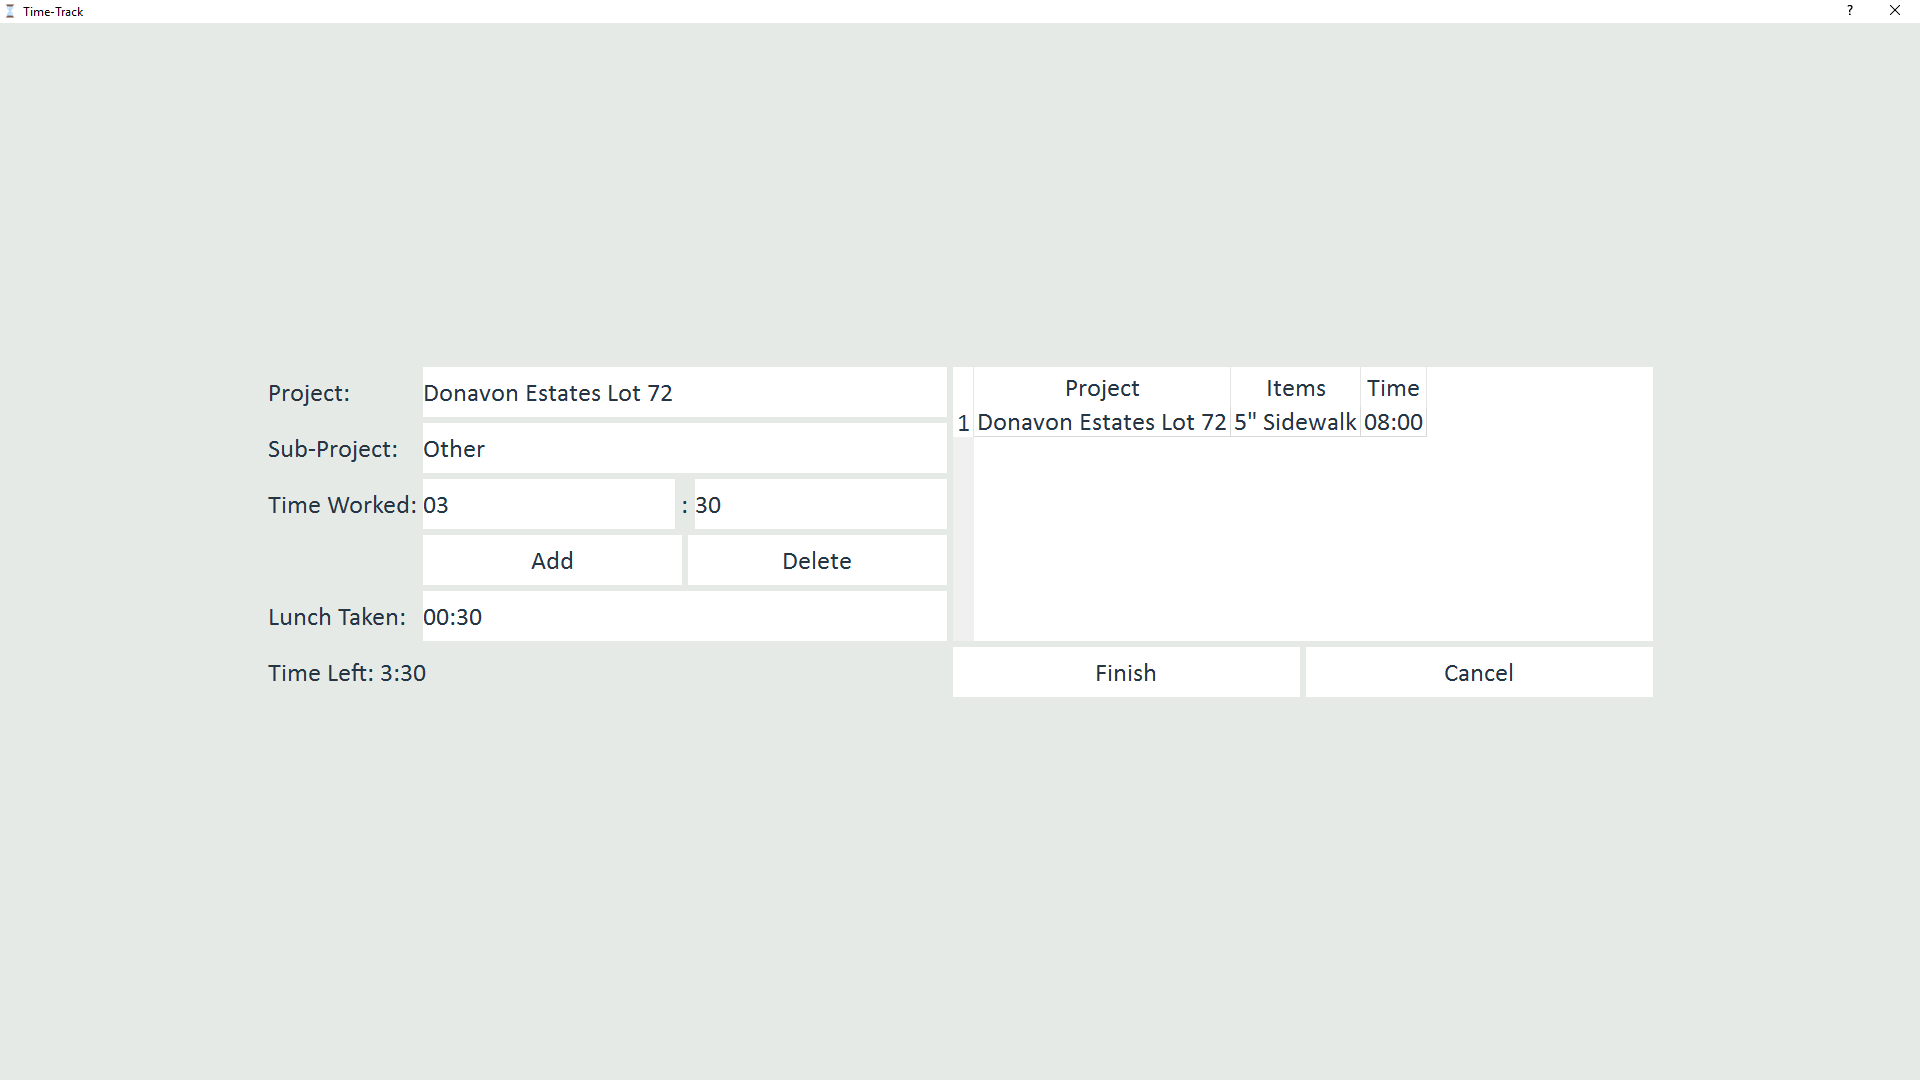 Time-Track
?
Project: Donavon Estates Lot 72
Sub-Project: Other
Time Worked: 03 : 30
Add Delete
Lunch Taken: 00:30
Time Left: 3:30
Project Items Time
1 Donavon Estates Lot 72 5" Sidewalk 08:00
Finish Cancel